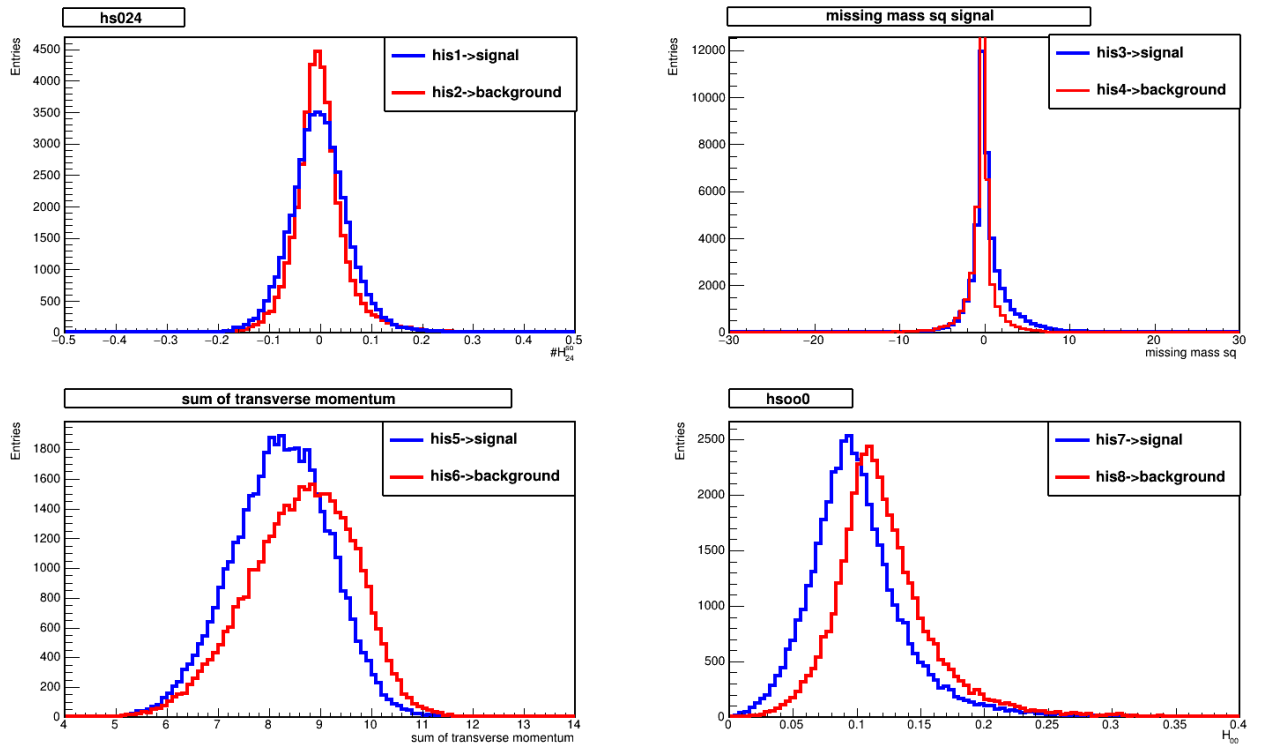 hs024
Entries
4500
4000
3500
3000
2500
2000
1500
1000
500
0
his1->signal
his2->background
−0.5 −0.4 −0.3 −0.2 −0.1 0 0.1 0.2 0.3 0.4 0.5
missing mass sq signal
Entries
12000
10000
8000
6000
4000
2000
0
his3->signal
his4->background
−30 −20 −10 0 10 20 30
missing mass sq
sum of transverse momentum
Entries
1800
1600
1400
1200
1000
800
600
400
200
0
his5->signal
his6->background
4 5 6 7 8 9 10 11 12 13 14
sum of transverse momentum
hsoo0
Entries
2500
2000
1500
1000
500
0
his7->signal
his8->background
0 0.05 0.1 0.15 0.2 0.25 0.3 0.35 0.4
H00